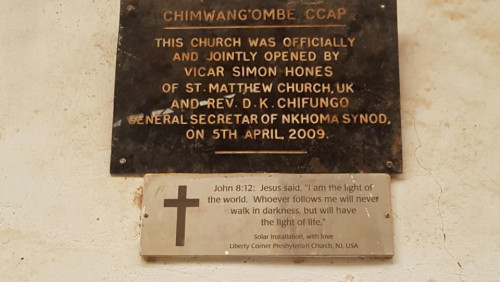 CHIMWANG'OMBE CCAP
THIS CHURCH WAS OFFICIALLY
AND JOINTLY OPENED BY
VICAR SIMON HONES
OF ST. MATTHEW CHURCH, UK
AND REV. D.K. CHIFUNGO
GENERAL SECRETAR OF NKHOMA SYNOD,
ON 5TH APRIL, 2009.
John 8:12: Jesus said, "I am the light of
the world. Whoever follows me will never
walk in darkness, but will have
the light of life."
Solar Installation, with love
Liberty Corner Presbyterian Church, NJ, USA